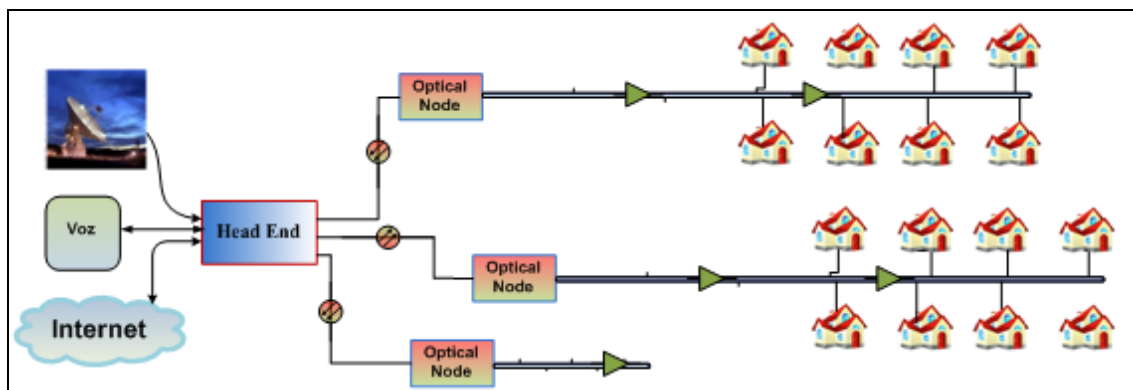 Optical
Node
Voz
Head End
Optical
Node
Internet
Optical
Node